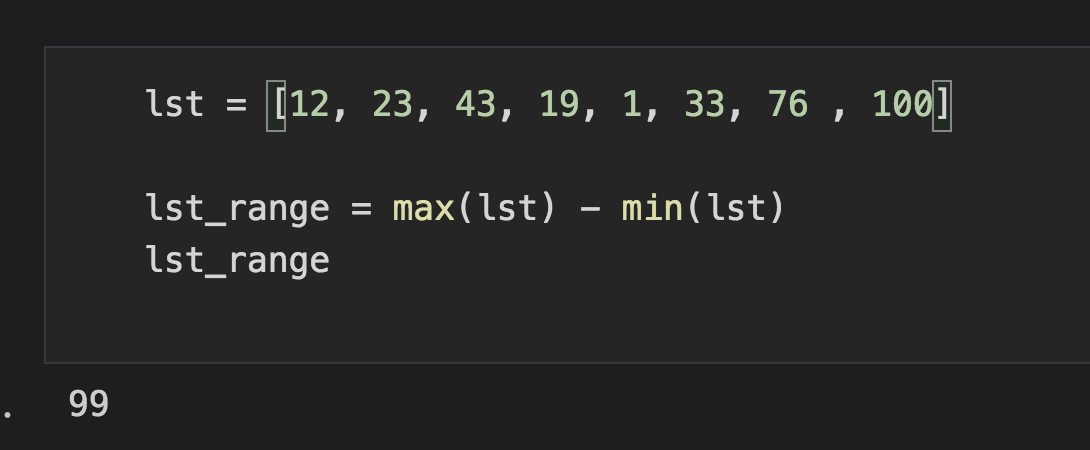 lst = [12, 23, 43, 19, 1, 33, 76 , 100]
lst_range = max(lst) - min(lst)
lst_range
. 99